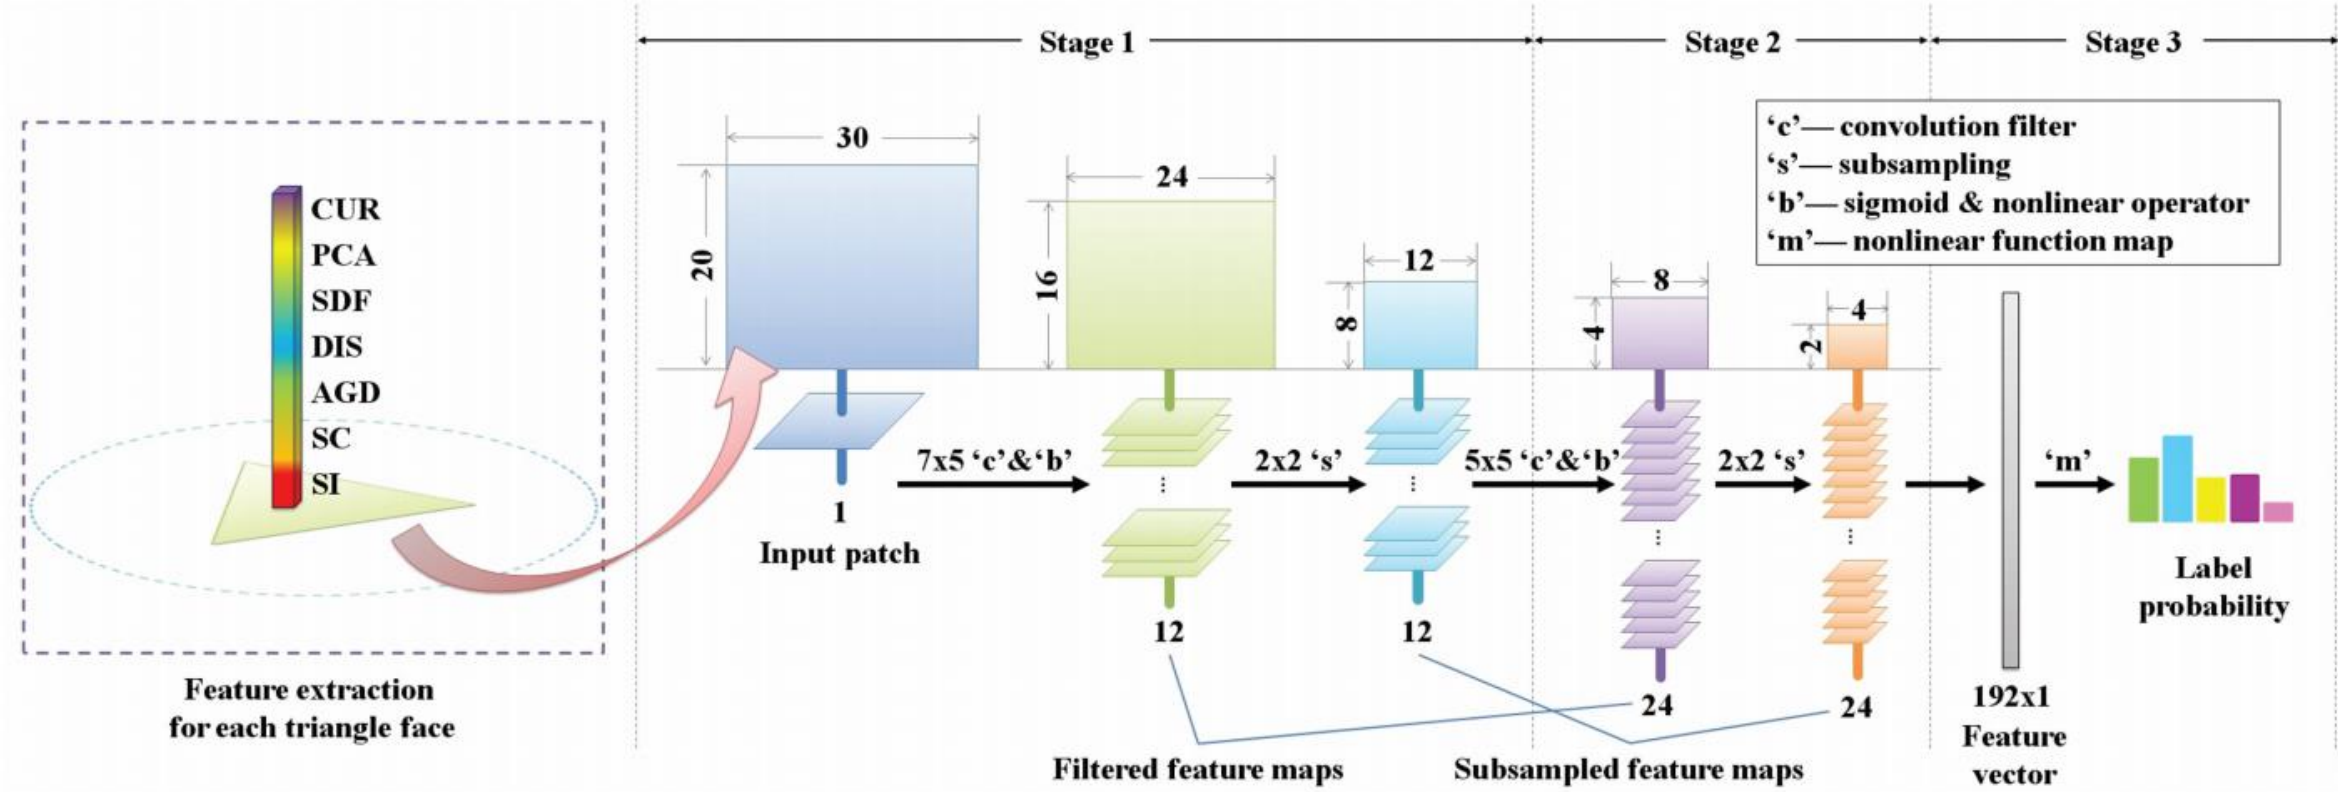 Stage 1
Stage 2
Stage 3
‘c’— convolution filter
‘s’— subsampling
‘b’— sigmoid & nonlinear operator
‘m’— nonlinear function map
CUR
PCA
SDF
DIS
AGD
SC
SI
Feature extraction
for each triangle face
30
20
1
Input patch
7x5 ‘c’&‘b’
24
16
12
2x2 ‘s’
12
8
12
5x5 ‘c’&‘b’
8
4
24
2x2 ‘s’
4
2
24
Filtered feature maps
Subsampled feature maps
192x1
Feature
vector
‘m’
Label
probability